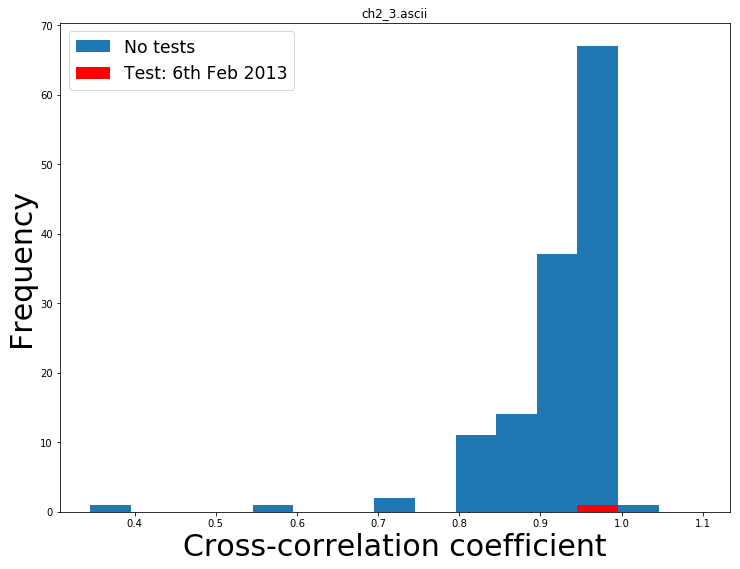 ch2_3.ascii
No tests
Test: 6th Feb 2013
70
60
50
40
30
20
10
0
Frequency
0.4 0.5 0.6 0.7 0.8 0.9 1.0 1.1
Cross-correlation coefficient